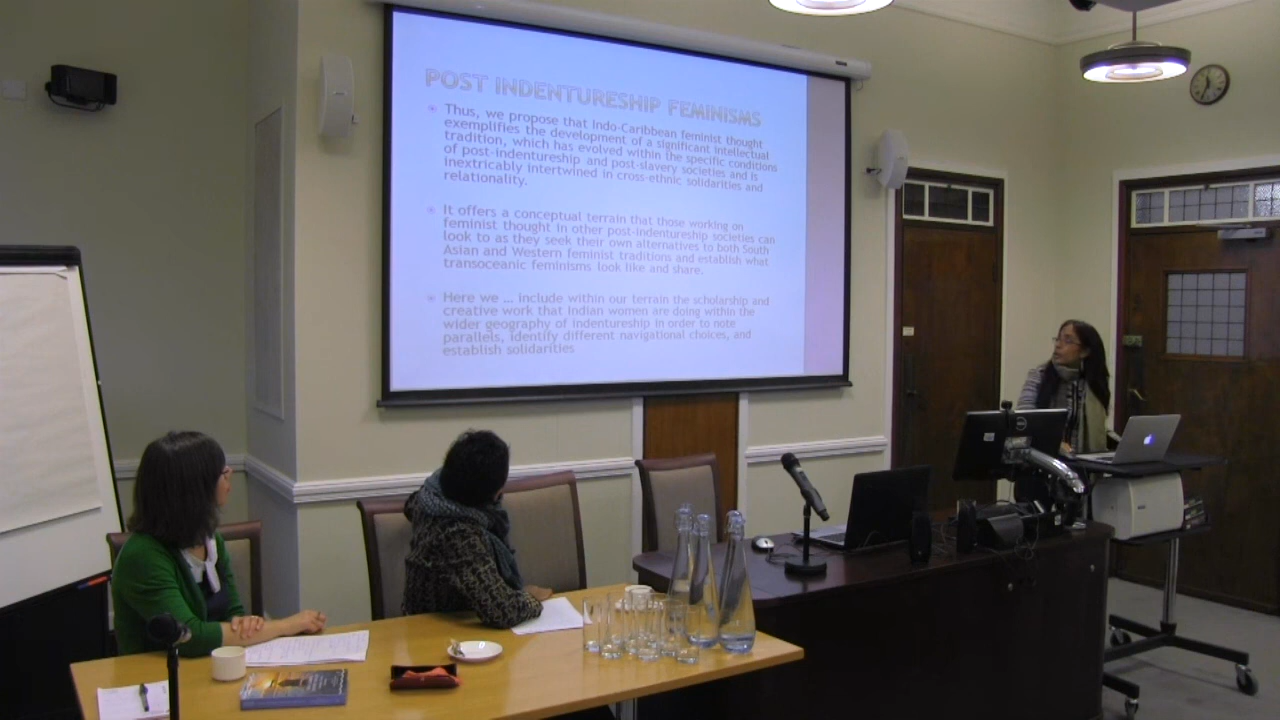 POST INDENTURESHIP FEMINISMS
Thus, we propose that Indo-Caribbean feminist thought
exemplifies the development of a significant intellectual
tradition, which has evolved within the specific conditions
of post-indentureship and post-slavery societies and is
inextricably intertwined in cross-ethnic solidarities and
relationality.
It offers a conceptual terrain that those working on
feminist thought in other post-indentureship societies can
look to as they seek their own alternatives to both South
Asian and Western feminist traditions and establish what
transoceanic feminisms look like and share.
Here we … include within our terrain the scholarship and
creative work that Indian women are doing within the
wider geography of indentureship in order to note
parallels, identify different navigational choices, and
establish solidarities